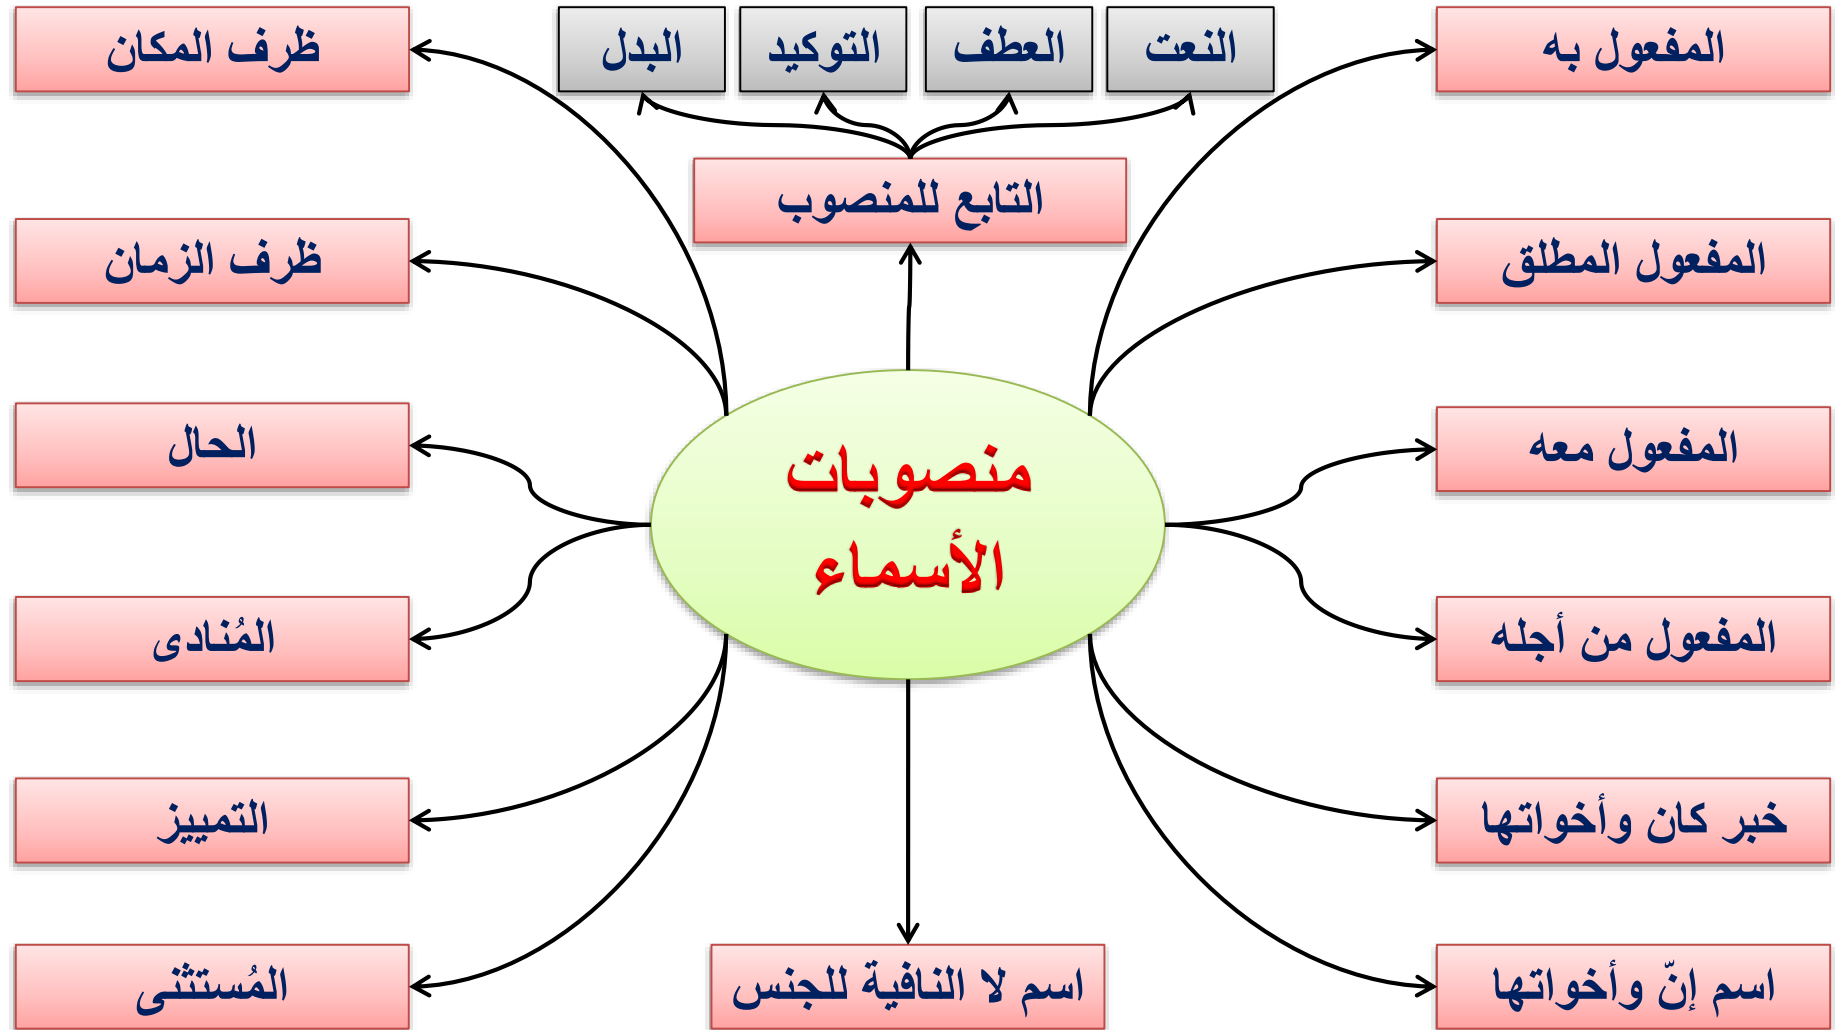 المفعول به
النعت
العطف
التوكيد
البدل
ظرف المكان
التابع للمنصوب
المفعول المطلق
ظرف الزمان
المفعول معه
الحال
منصوبات
الأسماء
المفعول من أجله
المُنادى
خبر كان وأخواتها
التمييز
اسم إنّ وأخواتها
اسم لا النافية للجنس
المُستثنى